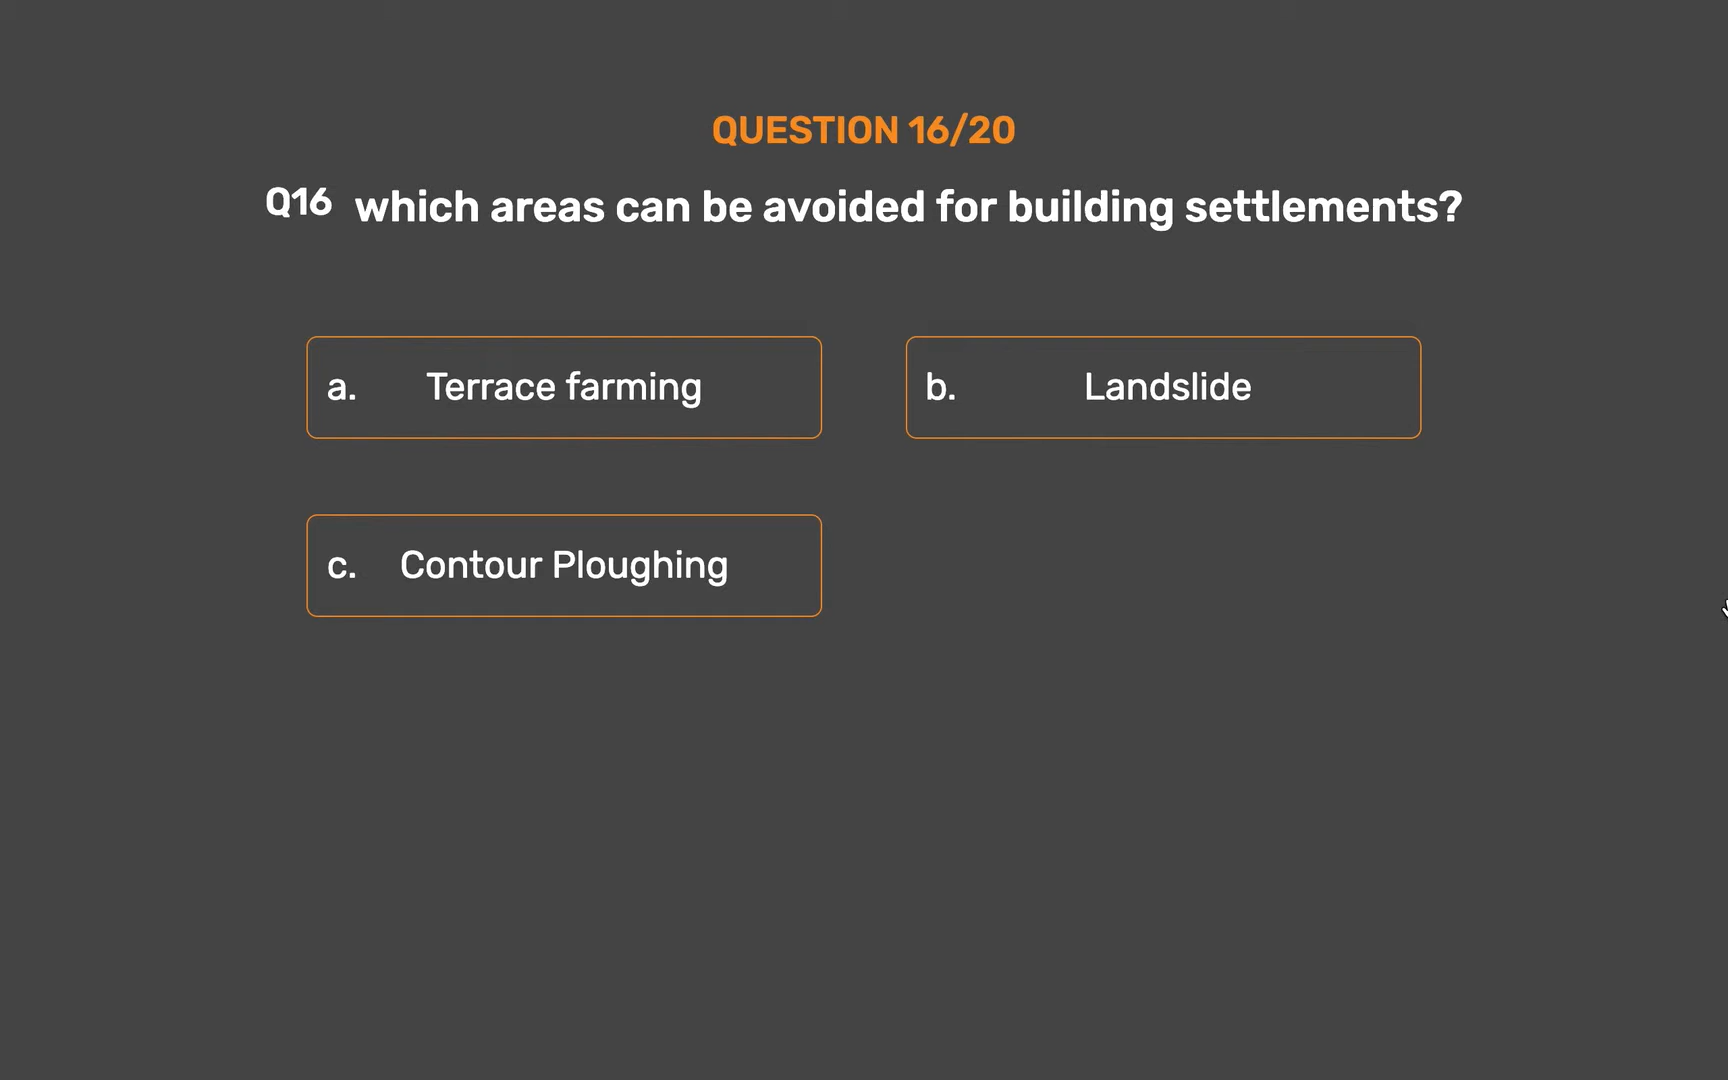 QUESTION 16/20
Q16 which areas can be avoided for building settlements?
a. Terrace farming
b. Landslide
c. Contour Ploughing